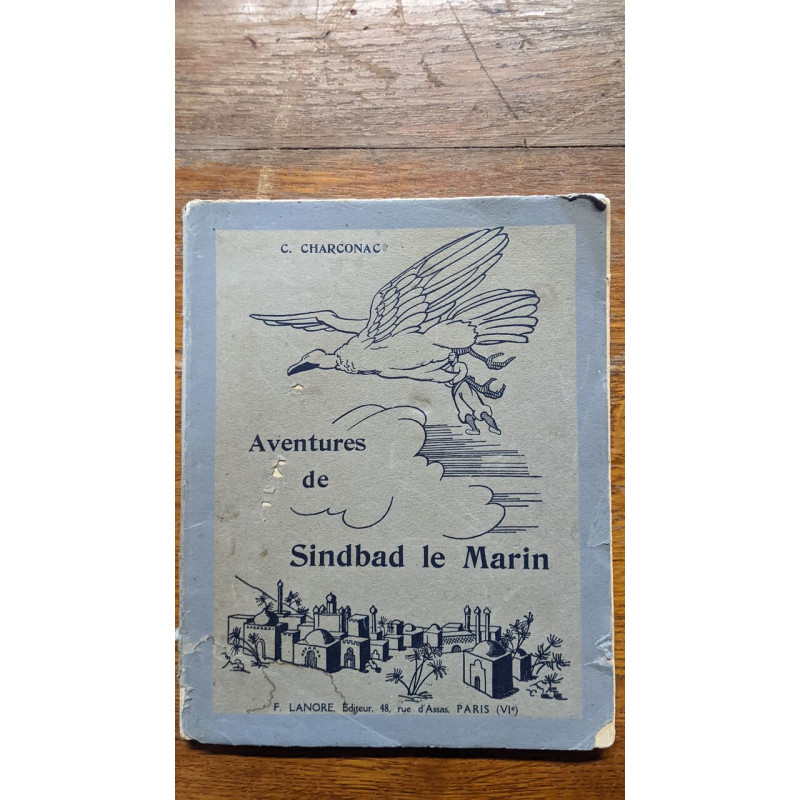 C. CHARCONAC
Aventures
de
Sindbad le Marin
F. LANORE, Éditeur, 48, rue d'Assas, PARIS (VIe)